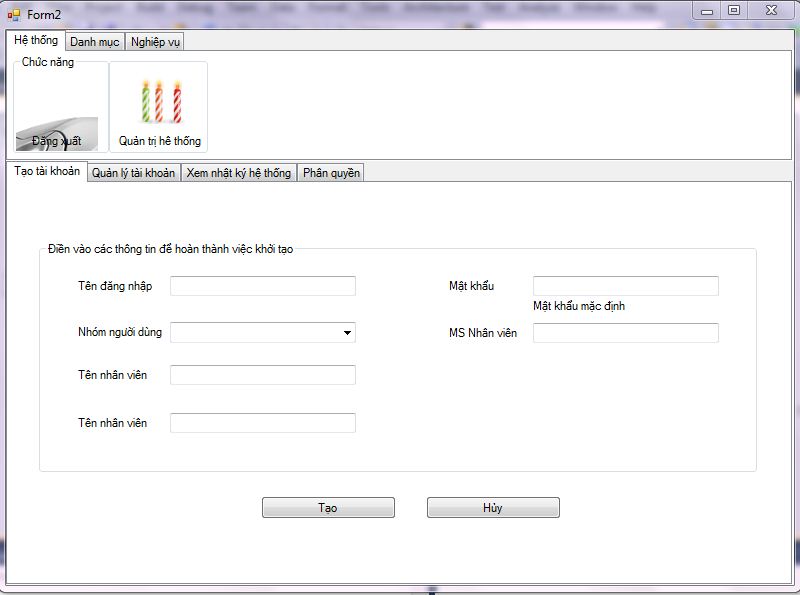 Form2
Hệ thống Danh mục Nghiệp vụ
Chức năng
Đăng xuất Quản trị hệ thống
Tạo tài khoản Quản lý tài khoản Xem nhật ký hệ thống Phân quyền
Điền vào các thông tin để hoàn thành việc khởi tạo
Tên đăng nhập Mật khẩu
Mật khẩu mặc định
Nhóm người dùng MS Nhân viên
Tên nhân viên
Tên nhân viên
Tạo Hủy